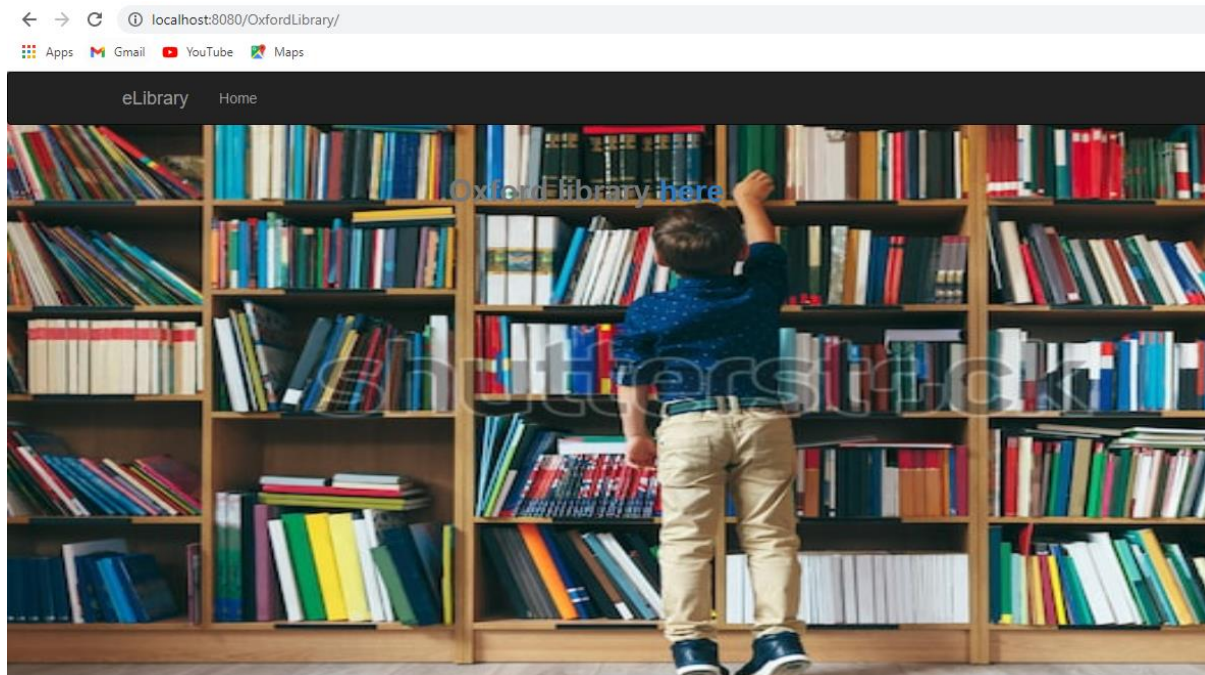 localhost:8080/OxfordLibrary/
Apps Gmail YouTube Maps
eLibrary Home
Oxford library here
shutterstock